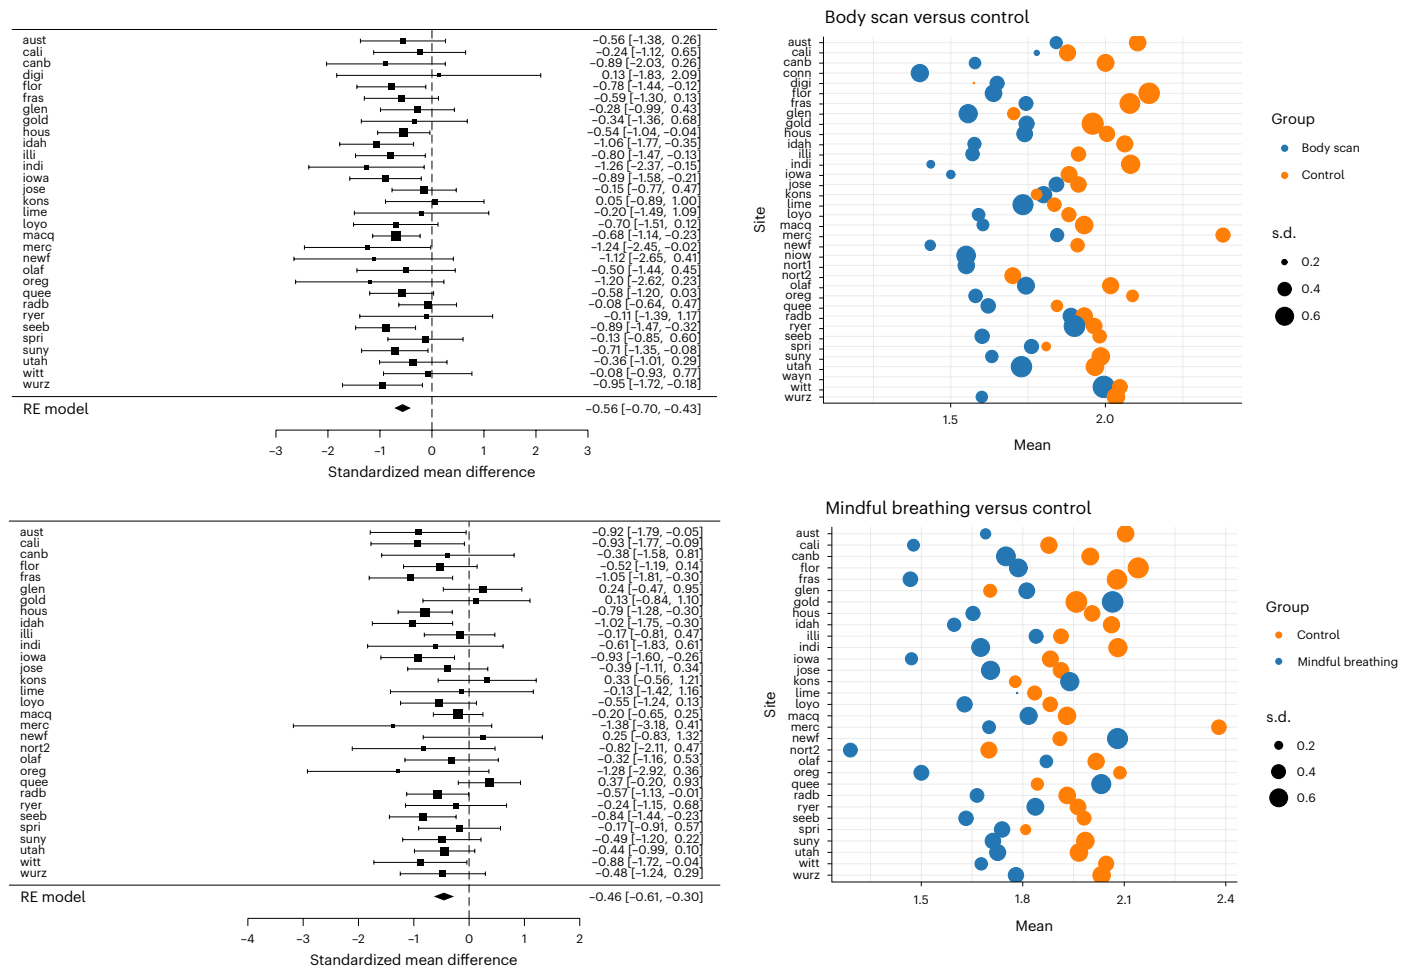 aust −0.56 [−1.38, 0.26]
cali −0.24 [−1.12, 0.65]
canb −0.89 [−2.03, 0.26]
digi 0.13 [−1.83, 2.09]
flor −0.78 [−1.44, −0.12]
fras −0.59 [−1.30, 0.13]
glen −0.28 [−0.99, 0.43]
gold −0.34 [−1.36, 0.68]
hous −0.54 [−1.04, −0.04]
idah −1.06 [−1.77, −0.35]
illi −0.80 [−1.47, −0.13]
indi −1.26 [−2.37, −0.15]
iowa −0.89 [−1.58, −0.21]
jose −0.15 [−0.77, 0.47]
kons 0.05 [−0.89, 1.00]
lime −0.20 [−1.49, 1.09]
loyo −0.70 [−1.51, 0.12]
macq −0.68 [−1.14, −0.23]
merc −1.24 [−2.45, −0.02]
newf −1.12 [−2.65, 0.41]
olaf −0.50 [−1.44, 0.45]
oreg −1.20 [−2.62, 0.23]
quee −0.58 [−1.20, 0.03]
radb −0.08 [−0.64, 0.47]
ryer −0.11 [−1.39, 1.17]
seeb −0.89 [−1.47, −0.32]
spri −0.13 [−0.85, 0.60]
suny −0.71 [−1.35, −0.08]
utah −0.36 [−1.01, 0.29]
witt −0.08 [−0.93, 0.77]
wurz −0.95 [−1.72, −0.18]
RE model −0.56 [−0.70, −0.43]
−3 −2 −1 0 1 2 3
Standardized mean difference
Body scan versus control
Site
aust
cali
canb
conn
digi
flor
fras
glen
gold
hous
idah
illi
indi
iowa
jose
kons
lime
loyo
macq
merc
newf
niow
nort1
nort2
olaf
oreg
quee
radb
ryer
seeb
spri
suny
utah
wayn
witt
wurz
1.5 2.0
Mean
Group
Body scan
Control
s.d.
0.2
0.4
0.6
aust −0.92 [−1.79, −0.05]
cali −0.93 [−1.77, −0.09]
canb −0.38 [−1.58, 0.81]
flor −0.52 [−1.19, 0.14]
fras −1.05 [−1.81, −0.30]
glen 0.24 [−0.47, 0.95]
gold 0.13 [−0.84, 1.10]
hous −0.79 [−1.28, −0.30]
idah −1.02 [−1.75, −0.30]
illi −0.17 [−0.81, 0.47]
indi −0.61 [−1.83, 0.61]
iowa −0.93 [−1.60, −0.26]
jose −0.39 [−1.11, 0.34]
kons 0.33 [−0.56, 1.21]
lime −0.13 [−1.42, 1.16]
loyo −0.55 [−1.24, 0.13]
macq −0.20 [−0.65, 0.25]
merc −1.38 [−3.18, 0.41]
newf 0.25 [−0.83, 1.32]
nort2 −0.82 [−2.11, 0.47]
olaf −0.32 [−1.16, 0.53]
oreg −1.28 [−2.92, 0.36]
quee 0.37 [−0.20, 0.93]
radb −0.57 [−1.13, −0.01]
ryer −0.24 [−1.15, 0.68]
seeb −0.84 [−1.44, −0.23]
spri −0.17 [−0.91, 0.57]
suny −0.49 [−1.20, 0.22]
utah −0.44 [−0.99, 0.10]
witt −0.88 [−1.72, −0.04]
wurz −0.48 [−1.24, 0.29]
RE model −0.46 [−0.61, −0.30]
−4 −3 −2 −1 0 1 2
Standardized mean difference
Mindful breathing versus control
Site
aust
cali
canb
flor
fras
glen
gold
hous
idah
illi
indi
iowa
jose
kons
lime
loyo
macq
merc
newf
nort2
olaf
oreg
quee
radb
ryer
seeb
spri
suny
utah
witt
wurz
1.5 1.8 2.1 2.4
Mean
Group
Control
Mindful breathing
s.d.
0.2
0.4
0.6